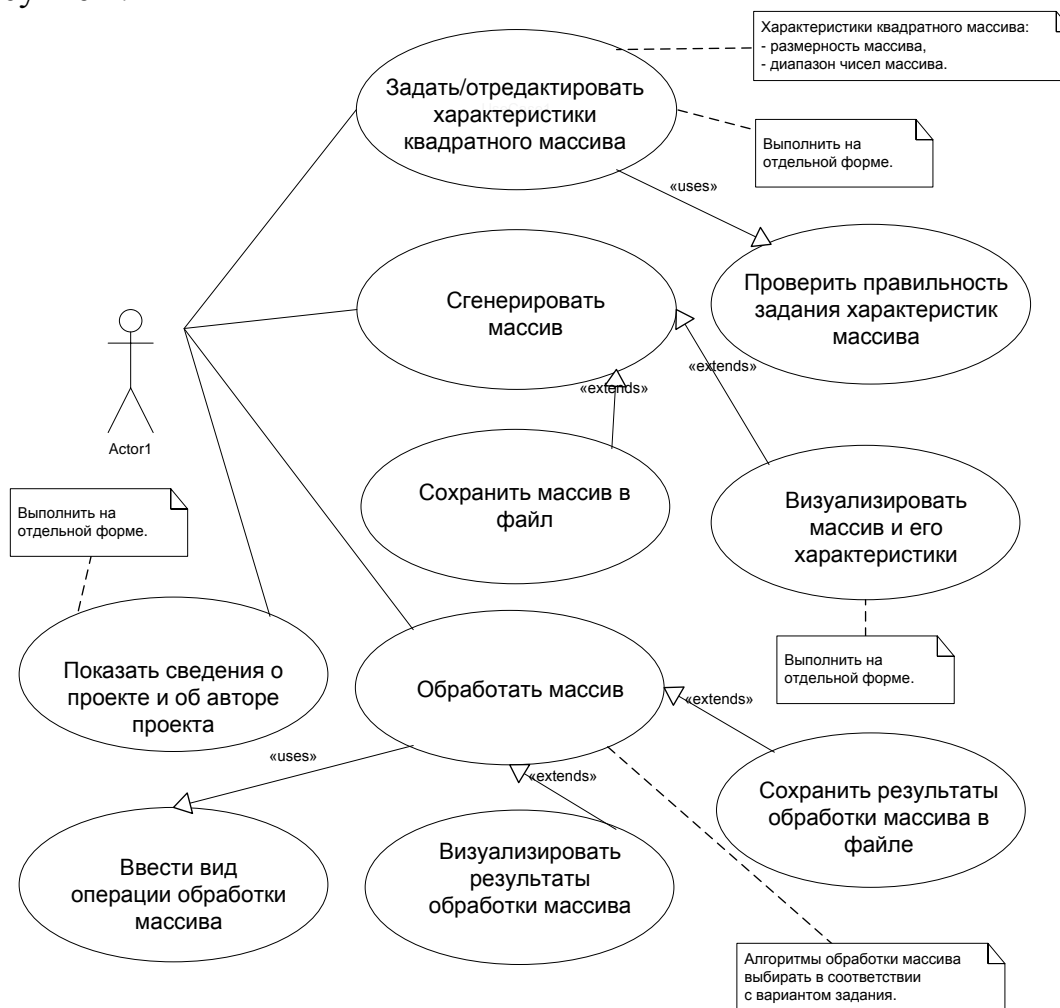 Характеристики квадратного массива:
- размерность массива,
- диапазон чисел массива.
Задать/отредактировать
характеристики
квадратного массива
Выполнить на
отдельной форме.
«uses»
Проверить правильность
задания характеристик
массива
Сгенерировать
массив
«extends»
«extends»
Actor1
Сохранить массив в
файл
Визуализировать
массив и его
характеристики
Выполнить на
отдельной форме.
Выполнить на
отдельной форме.
Показать сведения о
проекте и об авторе
проекта
Обработать массив
«extends»
«uses»
«extends»
Сохранить результаты
обработки массива в
файле
Ввести вид
операции обработки
массива
Визуализировать
результаты
обработки массива
Алгоритмы обработки массива
выбирать в соответствии
с вариантом задания.